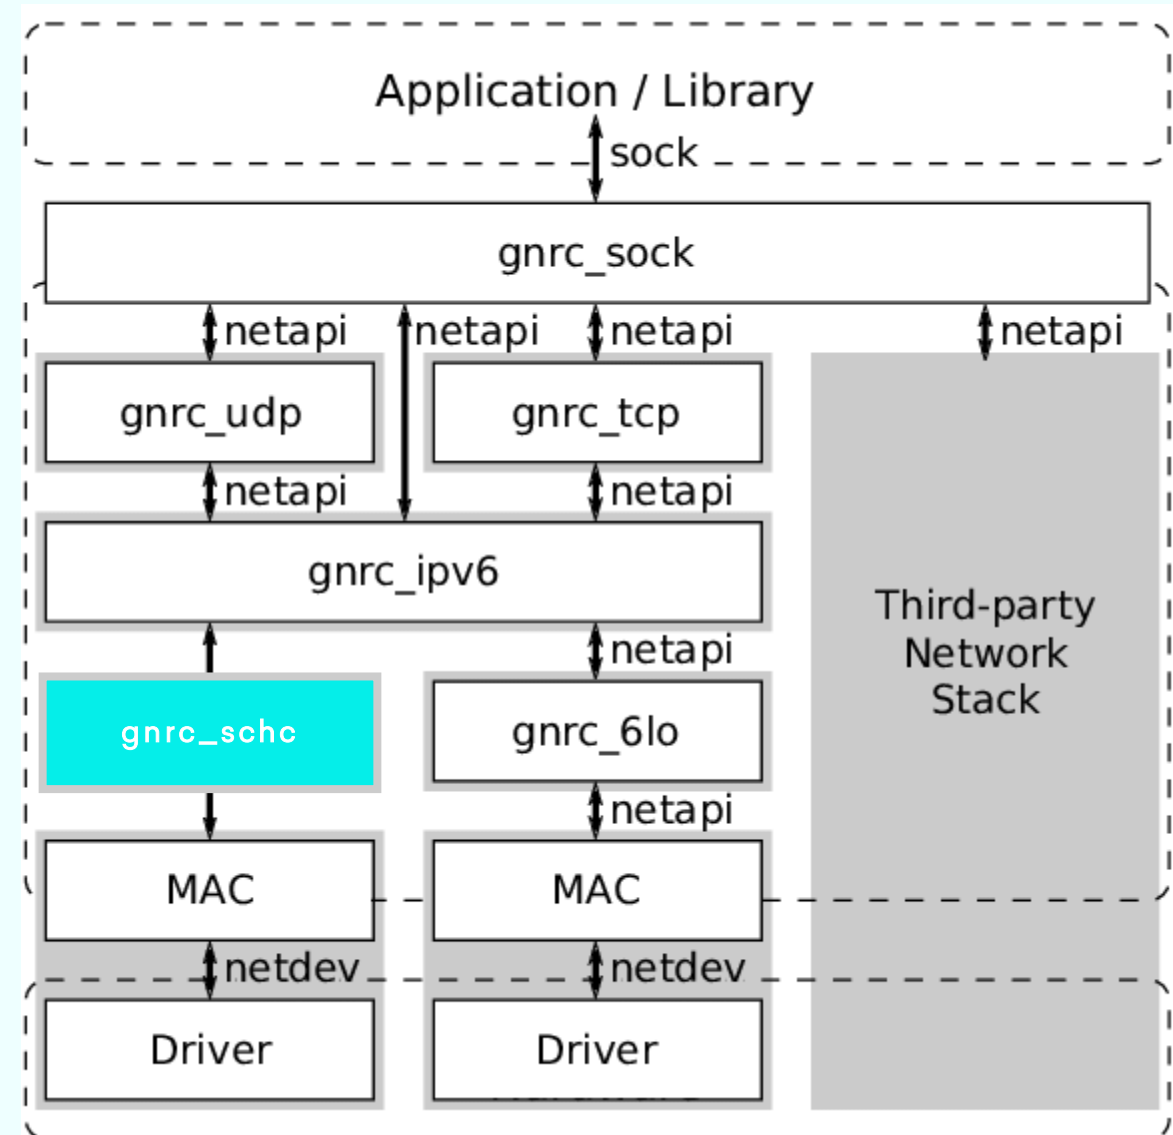 Application / Library
sock
gnrc_sock
netapi netapi netapi netapi
gnrc_udp gnrc_tcp
netapi netapi
gnrc_ipv6
Third-party
Network
Stack
netapi
gnrc_schc gnrc_6lo
netapi
MAC MAC
netdev netdev
Driver Driver